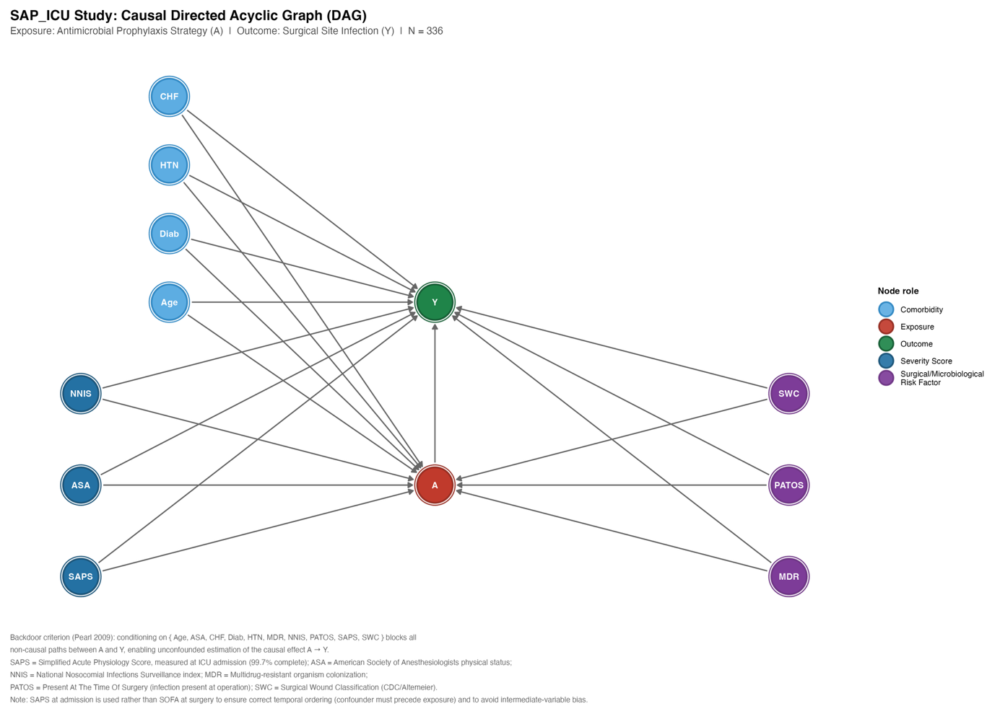 SAP_ICU Study: Causal Directed Acyclic Graph (DAG)
Exposure: Antimicrobial Prophylaxis Strategy (A) | Outcome: Surgical Site Infection (Y) | N = 336
CHF
HTN
Diab
Age
Y
NNIS
ASA
SAPS
A
SWC
PATOS
MDR
Node role
Comorbidity
Exposure
Outcome
Severity Score
Surgical/Microbiological
Risk Factor
Backdoor criterion (Pearl 2009): conditioning on { Age, ASA, CHF, Diab, HTN, MDR, NNIS, PATOS, SAPS, SWC } blocks all
non-causal paths between A and Y, enabling unconfounded estimation of the causal effect A → Y.
SAPS = Simplified Acute Physiology Score, measured at ICU admission (99.7% complete); ASA = American Society of Anesthesiologists physical status;
NNIS = National Nosocomial Infections Surveillance index; MDR = Multidrug-resistant organism colonization;
PATOS = Present At The Time Of Surgery (infection present at operation); SWC = Surgical Wound Classification (CDC/Altemeier).
Note: SAPS at admission is used rather than SOFA at surgery to ensure correct temporal ordering (confounder must precede exposure) and to avoid intermediate-variable bias.